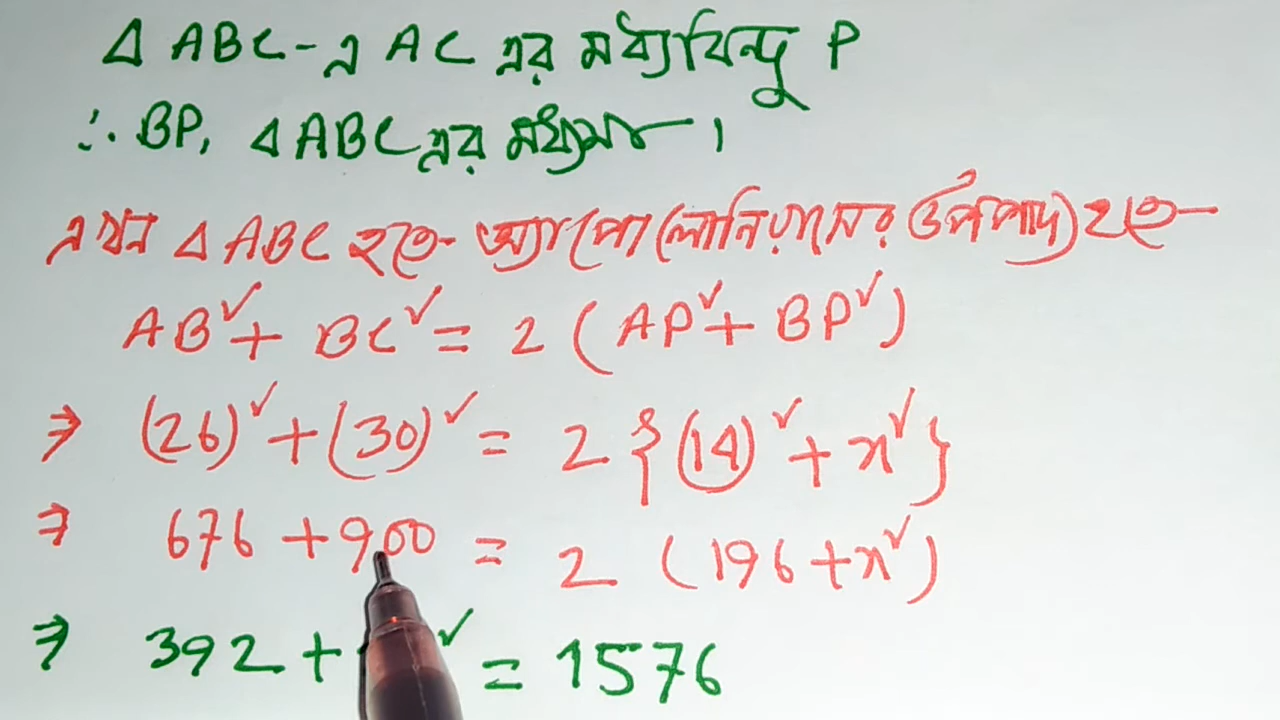 Δ ABC-এ AC এর মধ্যবিন্দু P
∴ BP, Δ ABC এর মধ্যমা।
এখন Δ ABC হতে- অ্যাপোলোনিয়াসের উপপাদ্য হতে-
AB² + BC² = 2 (AP² + BP²)
⇒ (26)² + (30)² = 2 {(14)² + x²}
⇒ 676 + 900 = 2 (196 + x²)
⇒ 392 + ² = 1576